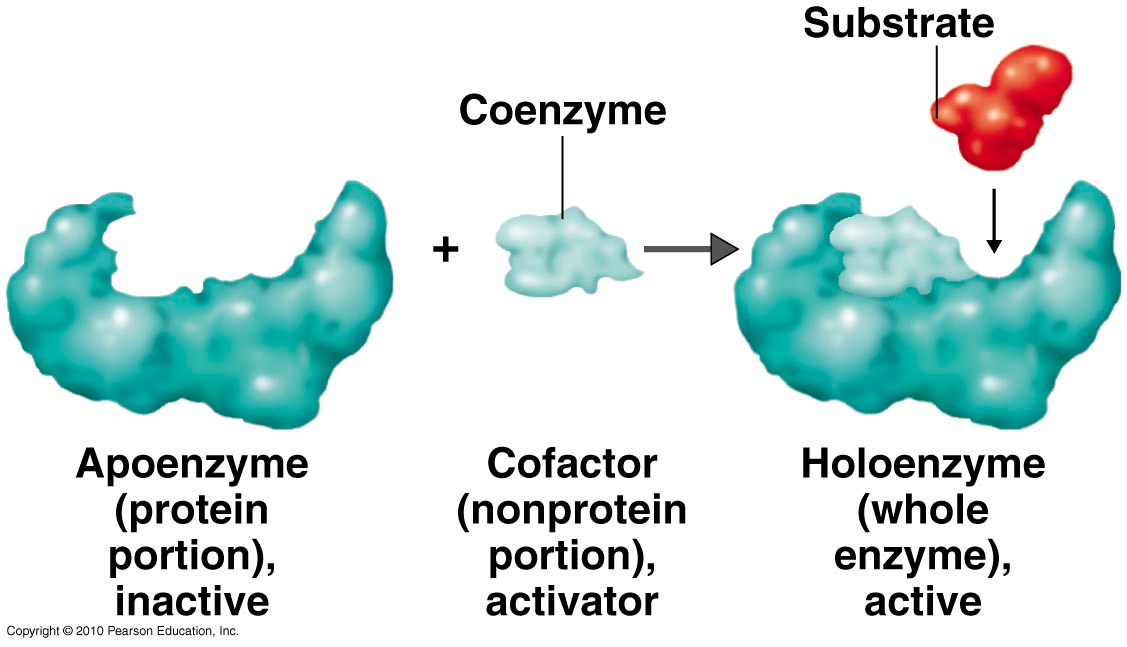 Substrate
Coenzyme
+
Apoenzyme
(protein
portion),
inactive
Cofactor
(nonprotein
portion),
activator
Holoenzyme
(whole
enzyme),
active
Copyright © 2010 Pearson Education, Inc.